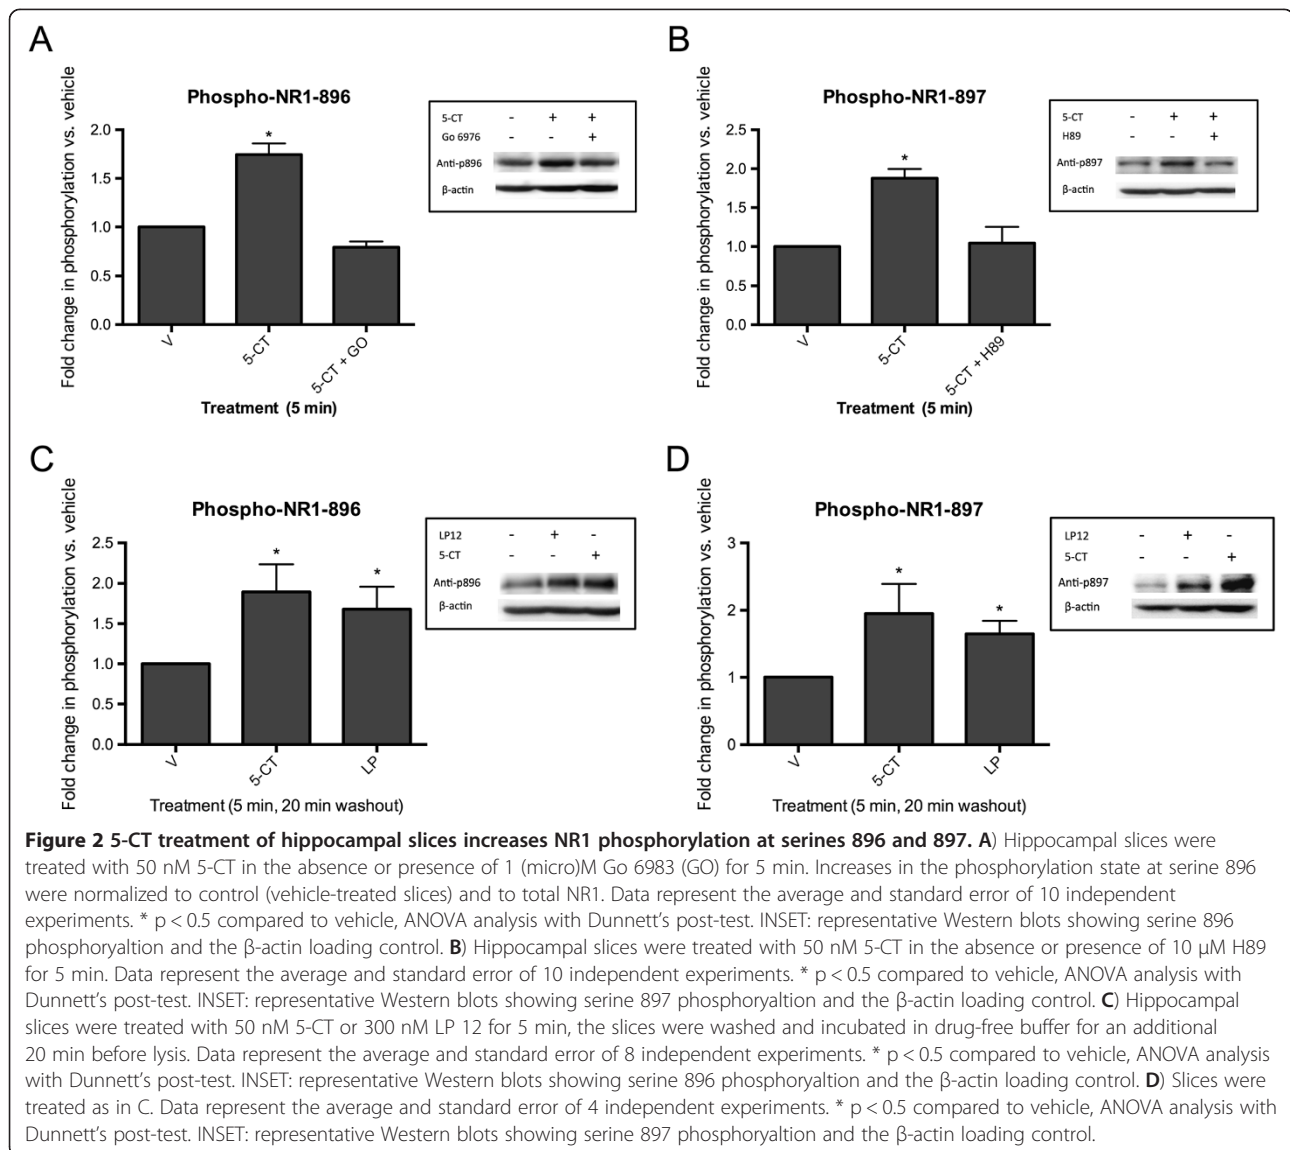 A
Phospho-NR1-896
Fold change in phosphorylation vs. vehicle
2.0
1.5
1.0
0.5
0.0
*
V
5-CT
5-CT + GO
Treatment (5 min)
5-CT - + +
Go 6976 - - +
Anti-p896
β-actin
B
Phospho-NR1-897
Fold change in phosphorylation vs. vehicle
2.5
2.0
1.5
1.0
0.5
0.0
*
V
5-CT
5-CT + H89
Treatment (5 min)
5-CT - + +
H89 - - +
Anti-p897
β-actin
C
Phospho-NR1-896
Fold change in phosphorylation vs. vehicle
2.5
2.0
1.5
1.0
0.5
0.0
*
*
V
5-CT
LP
Treatment (5 min, 20 min washout)
LP12 - + -
5-CT - - +
Anti-p896
β-actin
D
Phospho-NR1-897
Fold change in phosphorylation vs. vehicle
3
2
1
0
*
*
V
5-CT
LP
Treatment (5 min, 20 min washout)
LP12 - + -
5-CT - - +
Anti-p897
β-actin
Figure 2 5-CT treatment of hippocampal slices increases NR1 phosphorylation at serines 896 and 897. A) Hippocampal slices were
treated with 50 nM 5-CT in the absence or presence of 1 (micro)M Go 6983 (GO) for 5 min. Increases in the phosphorylation state at serine 896
were normalized to control (vehicle-treated slices) and to total NR1. Data represent the average and standard error of 10 independent
experiments. * p < 0.5 compared to vehicle, ANOVA analysis with Dunnett's post-test. INSET: representative Western blots showing serine 896
phosphoryaltion and the β-actin loading control. B) Hippocampal slices were treated with 50 nM 5-CT in the absence or presence of 10 μM H89
for 5 min. Data represent the average and standard error of 10 independent experiments. * p < 0.5 compared to vehicle, ANOVA analysis with
Dunnett's post-test. INSET: representative Western blots showing serine 897 phosphoryaltion and the β-actin loading control. C) Hippocampal
slices were treated with 50 nM 5-CT or 300 nM LP 12 for 5 min, the slices were washed and incubated in drug-free buffer for an additional
20 min before lysis. Data represent the average and standard error of 8 independent experiments. * p < 0.5 compared to vehicle, ANOVA analysis
with Dunnett's post-test. INSET: representative Western blots showing serine 896 phosphoryaltion and the β-actin loading control. D) Slices were
treated as in C. Data represent the average and standard error of 4 independent experiments. * p < 0.5 compared to vehicle, ANOVA analysis with
Dunnett's post-test. INSET: representative Western blots showing serine 897 phosphoryaltion and the β-actin loading control.